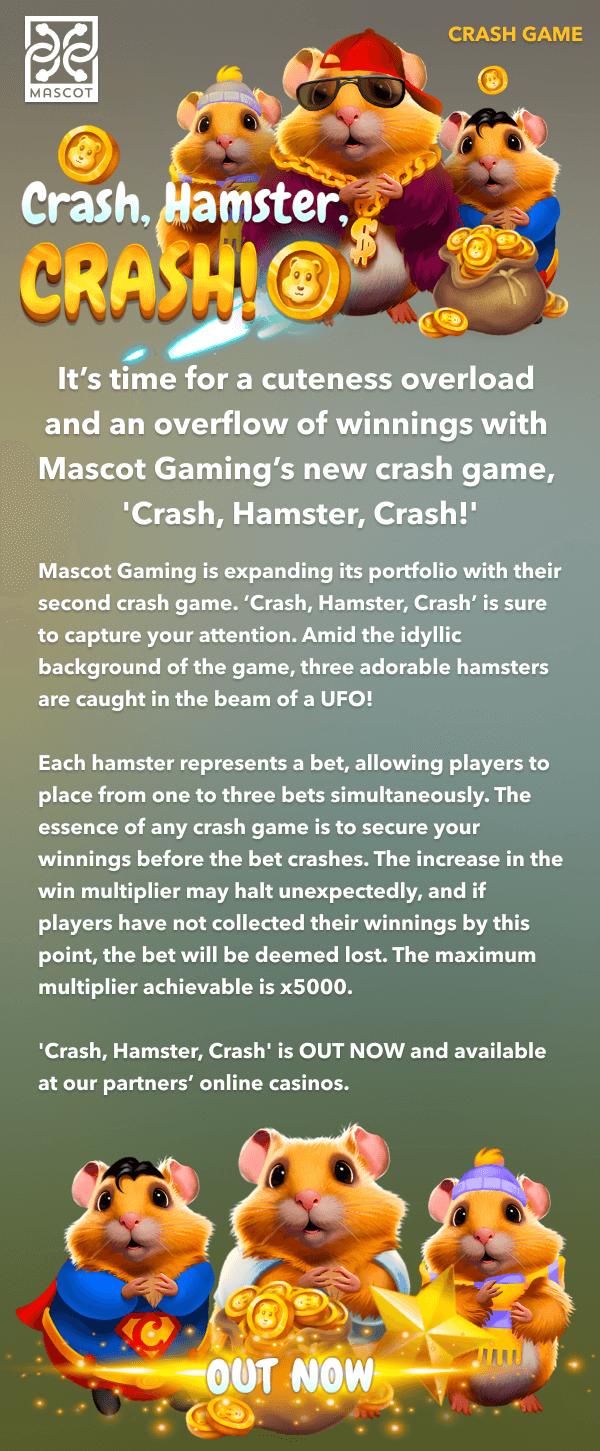 MASCOT
CRASH GAME
Crash, Hamster,
CRASH!
$
It’s time for a cuteness overload
and an overflow of winnings with
Mascot Gaming’s new crash game,
'Crash, Hamster, Crash!'
Mascot Gaming is expanding its portfolio with their
second crash game. ‘Crash, Hamster, Crash’ is sure
to capture your attention. Amid the idyllic
background of the game, three adorable hamsters
are caught in the beam of a UFO!
Each hamster represents a bet, allowing players to
place from one to three bets simultaneously. The
essence of any crash game is to secure your
winnings before the bet crashes. The increase in the
win multiplier may halt unexpectedly, and if
players have not collected their winnings by this
point, the bet will be deemed lost. The maximum
multiplier achievable is x5000.
'Crash, Hamster, Crash' is OUT NOW and available
at our partners’ online casinos.
C
OUT NOW